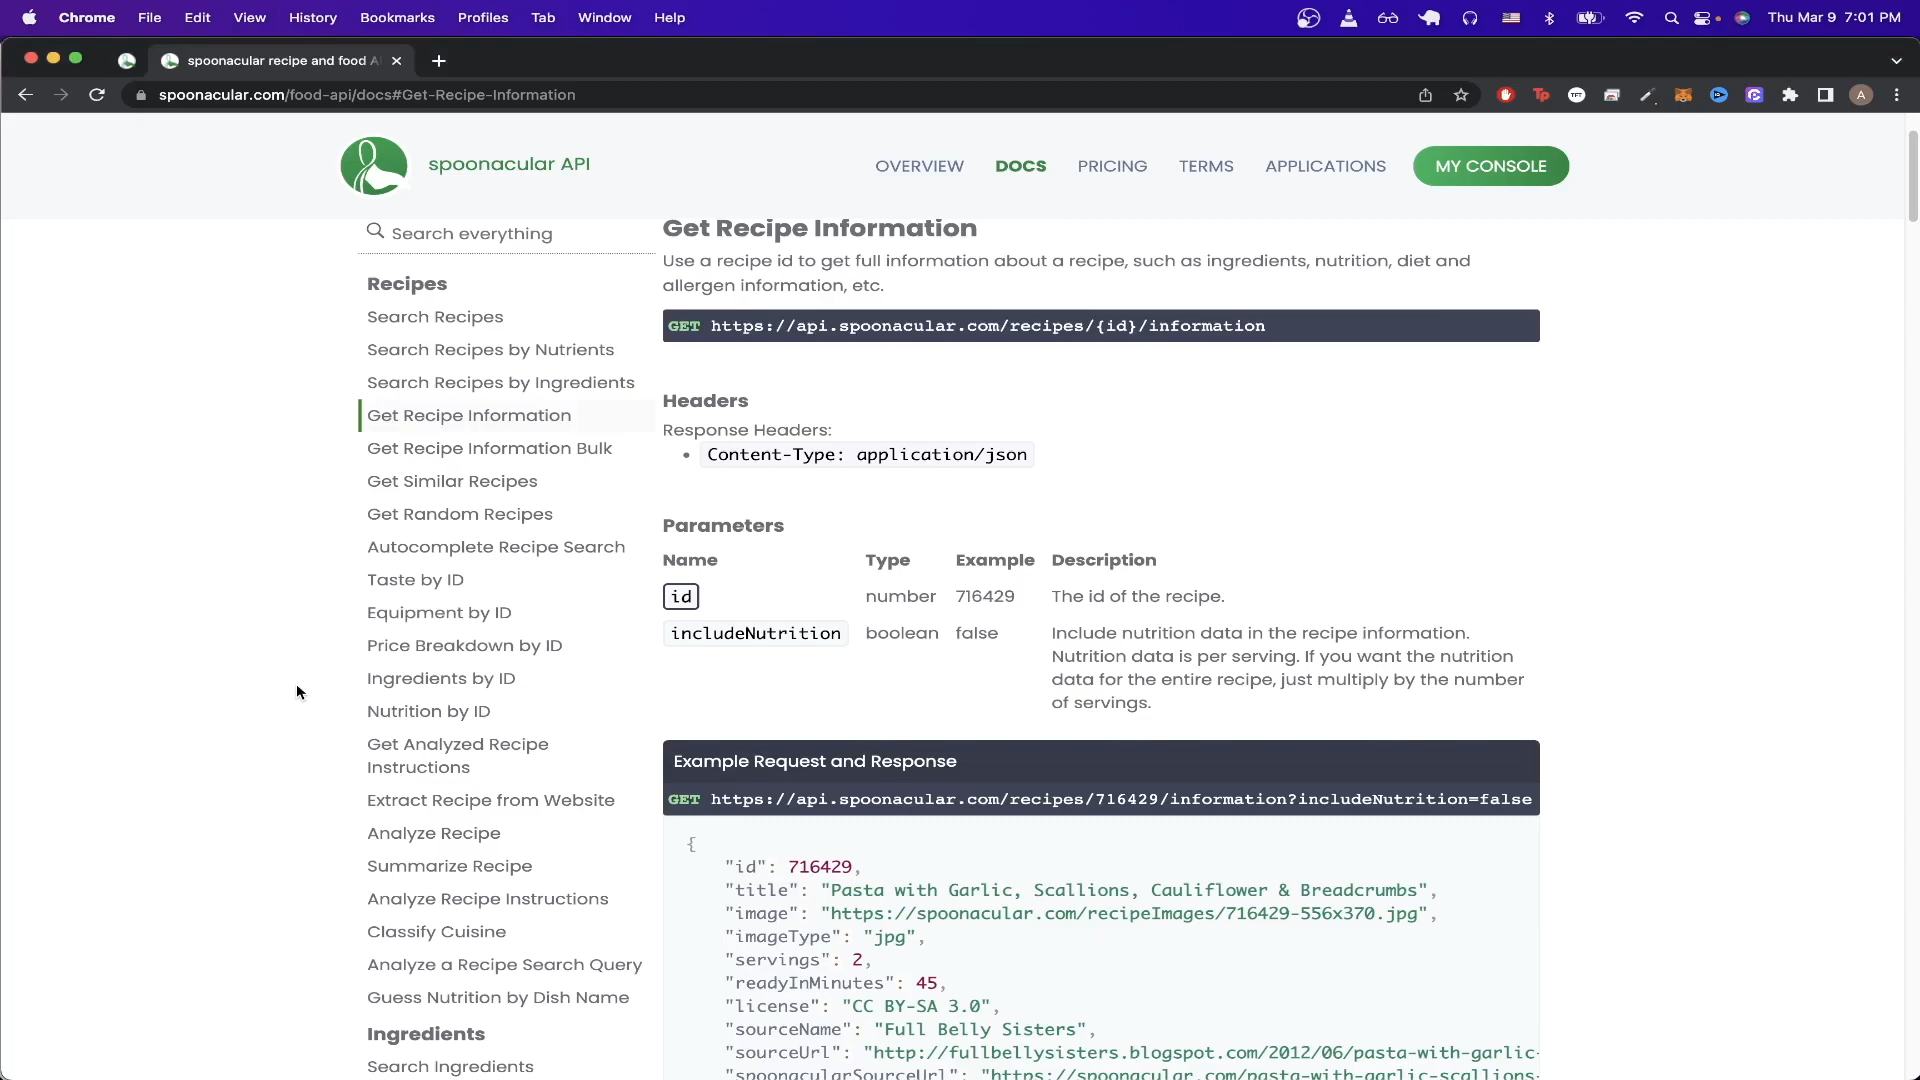 Chrome File Edit View History Bookmarks Profiles Tab Window Help Thu Mar 9 7:01 PM
spoonacular recipe and food A
spoonacular.com/food-api/docs#Get-Recipe-Information
spoonacular API
OVERVIEW DOCS PRICING TERMS APPLICATIONS MY CONSOLE
Search everything
Recipes
Search Recipes
Search Recipes by Nutrients
Search Recipes by Ingredients
Get Recipe Information
Get Recipe Information Bulk
Get Similar Recipes
Get Random Recipes
Autocomplete Recipe Search
Taste by ID
Equipment by ID
Price Breakdown by ID
Ingredients by ID
Nutrition by ID
Get Analyzed Recipe
Instructions
Extract Recipe from Website
Analyze Recipe
Summarize Recipe
Analyze Recipe Instructions
Classify Cuisine
Analyze a Recipe Search Query
Guess Nutrition by Dish Name
Ingredients
Search Ingredients
Get Recipe Information
Use a recipe id to get full information about a recipe, such as ingredients, nutrition, diet and
allergen information, etc.
GET https://api.spoonacular.com/recipes/{id}/information
Headers
Response Headers:
• Content-Type: application/json
Parameters
Name Type Example Description
id number 716429 The id of the recipe.
includeNutrition boolean false Include nutrition data in the recipe information.
Nutrition data is per serving. If you want the nutrition
data for the entire recipe, just multiply by the number
of servings.
Example Request and Response
GET https://api.spoonacular.com/recipes/716429/information?includeNutrition=false
{
"id": 716429,
"title": "Pasta with Garlic, Scallions, Cauliflower & Breadcrumbs",
"image": "https://spoonacular.com/recipeImages/716429-556x370.jpg",
"imageType": "jpg",
"servings": 2,
"readyInMinutes": 45,
"license": "CC BY-SA 3.0",
"sourceName": "Full Belly Sisters",
"sourceUrl": "http://fullbellysisters.blogspot.com/2012/06/pasta-with-garlic-
"spoonacularSourceUrl": "https://spoonacular.com/pasta-with-garlic-scallions-